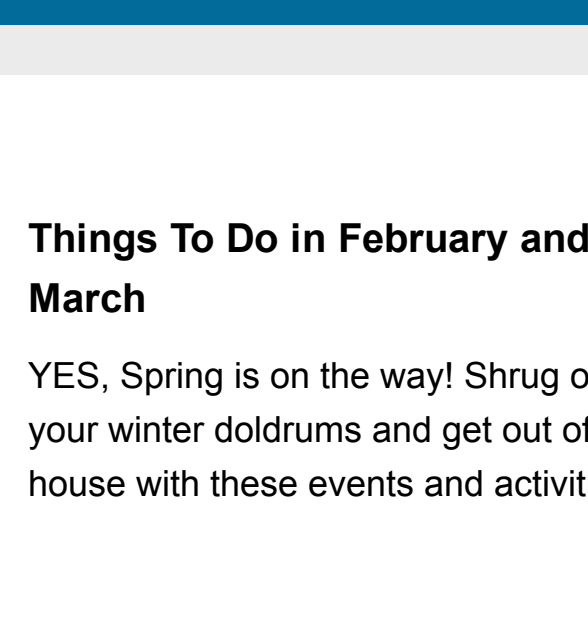 Things To Do in February and
March
YES, Spring is on the way! Shrug
your winter doldrums and get out of
house with these events and